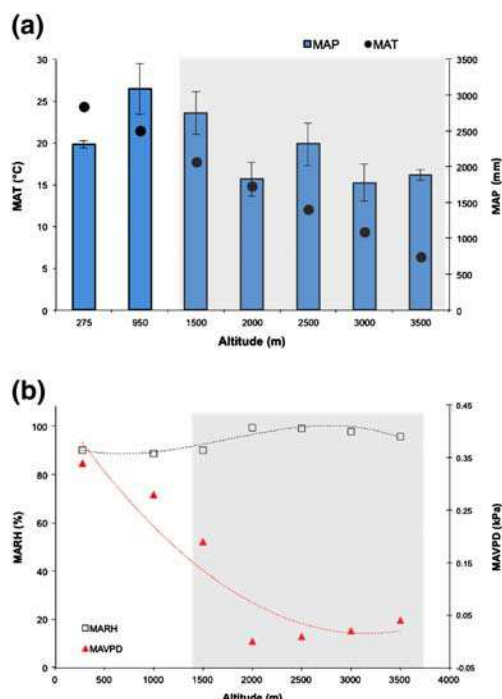 (a)
MAP MAT
30 3500
25 3000
20 2500
15 2000
10 1500
5 1000
0 500
0
MAT (°C)
MAP (mm)
275 950 1500 2000 2500 3000 3500
Altitude (m)
(b)
100 0.45
80 0.35
60 0.25
40 0.15
20 0.05
0 -0.05
MARH (%)
MAVPD (kPa)
MARH
MAVPD
0 500 1000 1500 2000 2500 3000 3500 4000
Altitude (m)